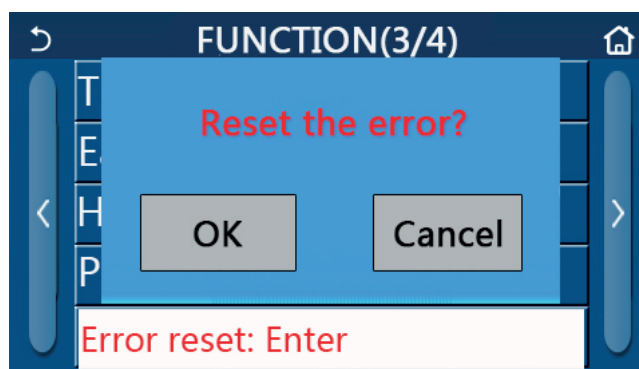 FUNCTION(3/4)
T
Reset the error?
E
H
OK
Cancel
P
Error reset: Enter